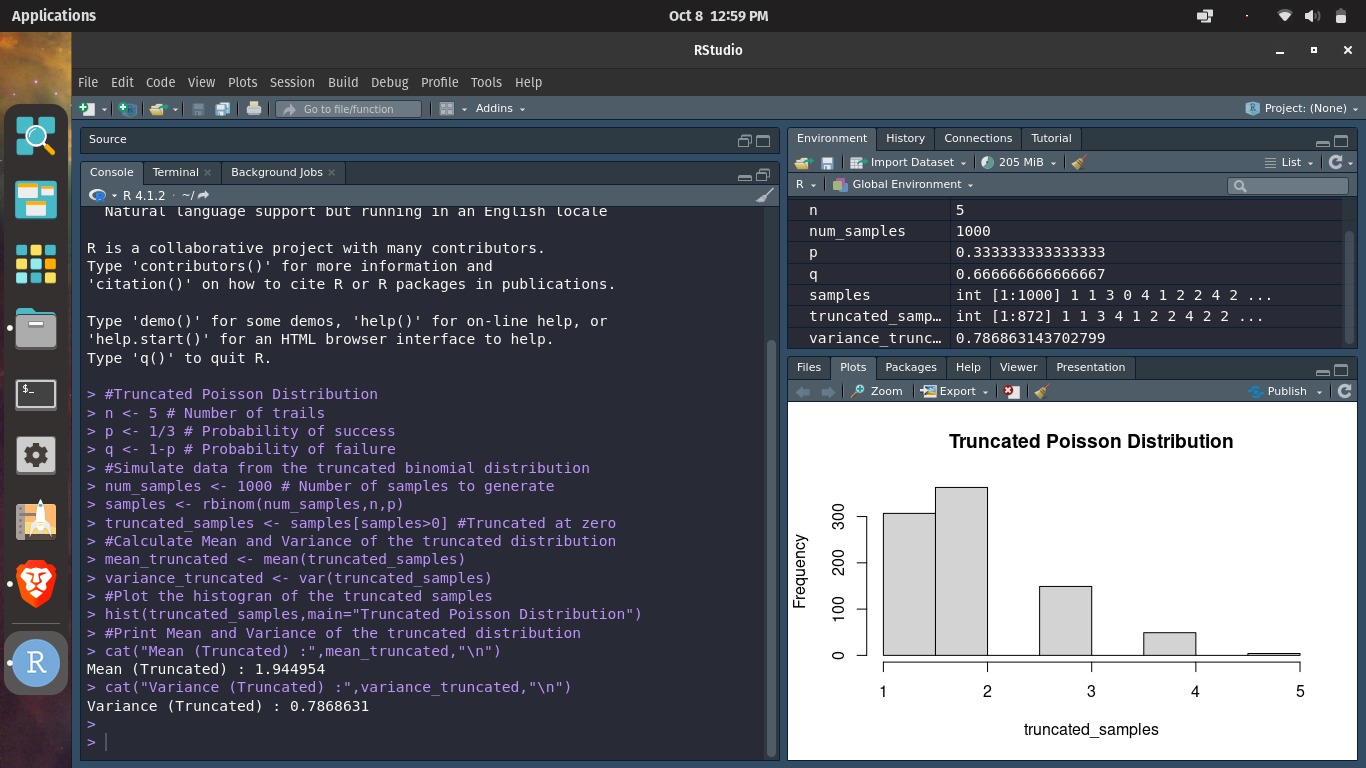 Applications
Oct 8 12:59 PM
RStudio
File Edit Code View Plots Session Build Debug Profile Tools Help
Go to file/function
Addins
Project: (None)
Source
Console Terminal Background Jobs
R 4.1.2 · ~/
Natural language support but running in an English locale
R is a collaborative project with many contributors.
Type 'contributors()' for more information and
'citation()' on how to cite R or R packages in publications.
Type 'demo()' for some demos, 'help()' for on-line help, or
'help.start()' for an HTML browser interface to help.
Type 'q()' to quit R.
> #Truncated Poisson Distribution
> n <- 5 # Number of trails
> p <- 1/3 # Probability of success
> q <- 1-p # Probability of failure
> #Simulate data from the truncated binomial distribution
> num_samples <- 1000 # Number of samples to generate
> samples <- rbinom(num_samples,n,p)
> truncated_samples <- samples[samples>0] #Truncated at zero
> #Calculate Mean and Variance of the truncated distribution
> mean_truncated <- mean(truncated_samples)
> variance_truncated <- var(truncated_samples)
> #Plot the histogran of the truncated samples
> hist(truncated_samples,main="Truncated Poisson Distribution")
> #Print Mean and Variance of the truncated distribution
> cat("Mean (Truncated) :",mean_truncated,"\n")
Mean (Truncated) : 1.944954
> cat("Variance (Truncated) :",variance_truncated,"\n")
Variance (Truncated) : 0.7868631
>
>
Environment History Connections Tutorial
Import Dataset 205 MiB List
R Global Environment
n 5
num_samples 1000
p 0.333333333333333
q 0.666666666666667
samples int [1:1000] 1 1 3 0 4 1 2 2 4 2 ...
truncated_samp… int [1:872] 1 1 3 4 1 2 2 4 2 2 ...
variance_trunc… 0.786863143702799
Files Plots Packages Help Viewer Presentation
Zoom Export Publish
Truncated Poisson Distribution
Frequency
300
200
100
0
1 2 3 4 5
truncated_samples
$_
R